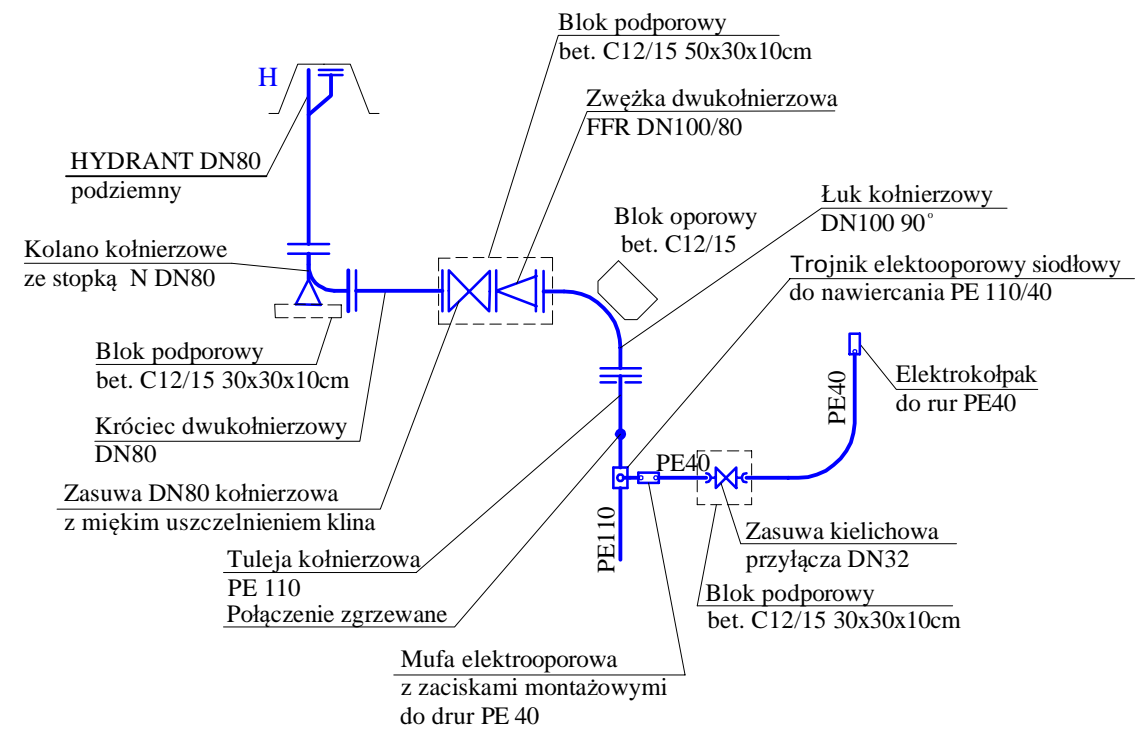 Blok podporowy
bet. C12/15 50x30x10cm
H
Zwężka dwukołnierzowa
FFR DN100/80
HYDRANT DN80
podziemny
Łuk kołnierzowy
DN100 90°
Blok oporowy
bet. C12/15
Kolano kołnierzowe
ze stopką N DN80
Trojnik elektooporowy siodłowy
do nawiercania PE 110/40
Blok podporowy
bet. C12/15 30x30x10cm
Elektrokołpak
do rur PE40
PE40
Króciec dwukołnierzowy
DN80
PE40
Zasuwa DN80 kołnierzowa
z miękim uszczelnieniem klina
PE110
Zasuwa kielichowa
przyłącza DN32
Tuleja kołnierzowa
PE 110
Połączenie zgrzewane
Blok podporowy
bet. C12/15 30x30x10cm
Mufa elektrooporowa
z zaciskami montażowymi
do drur PE 40